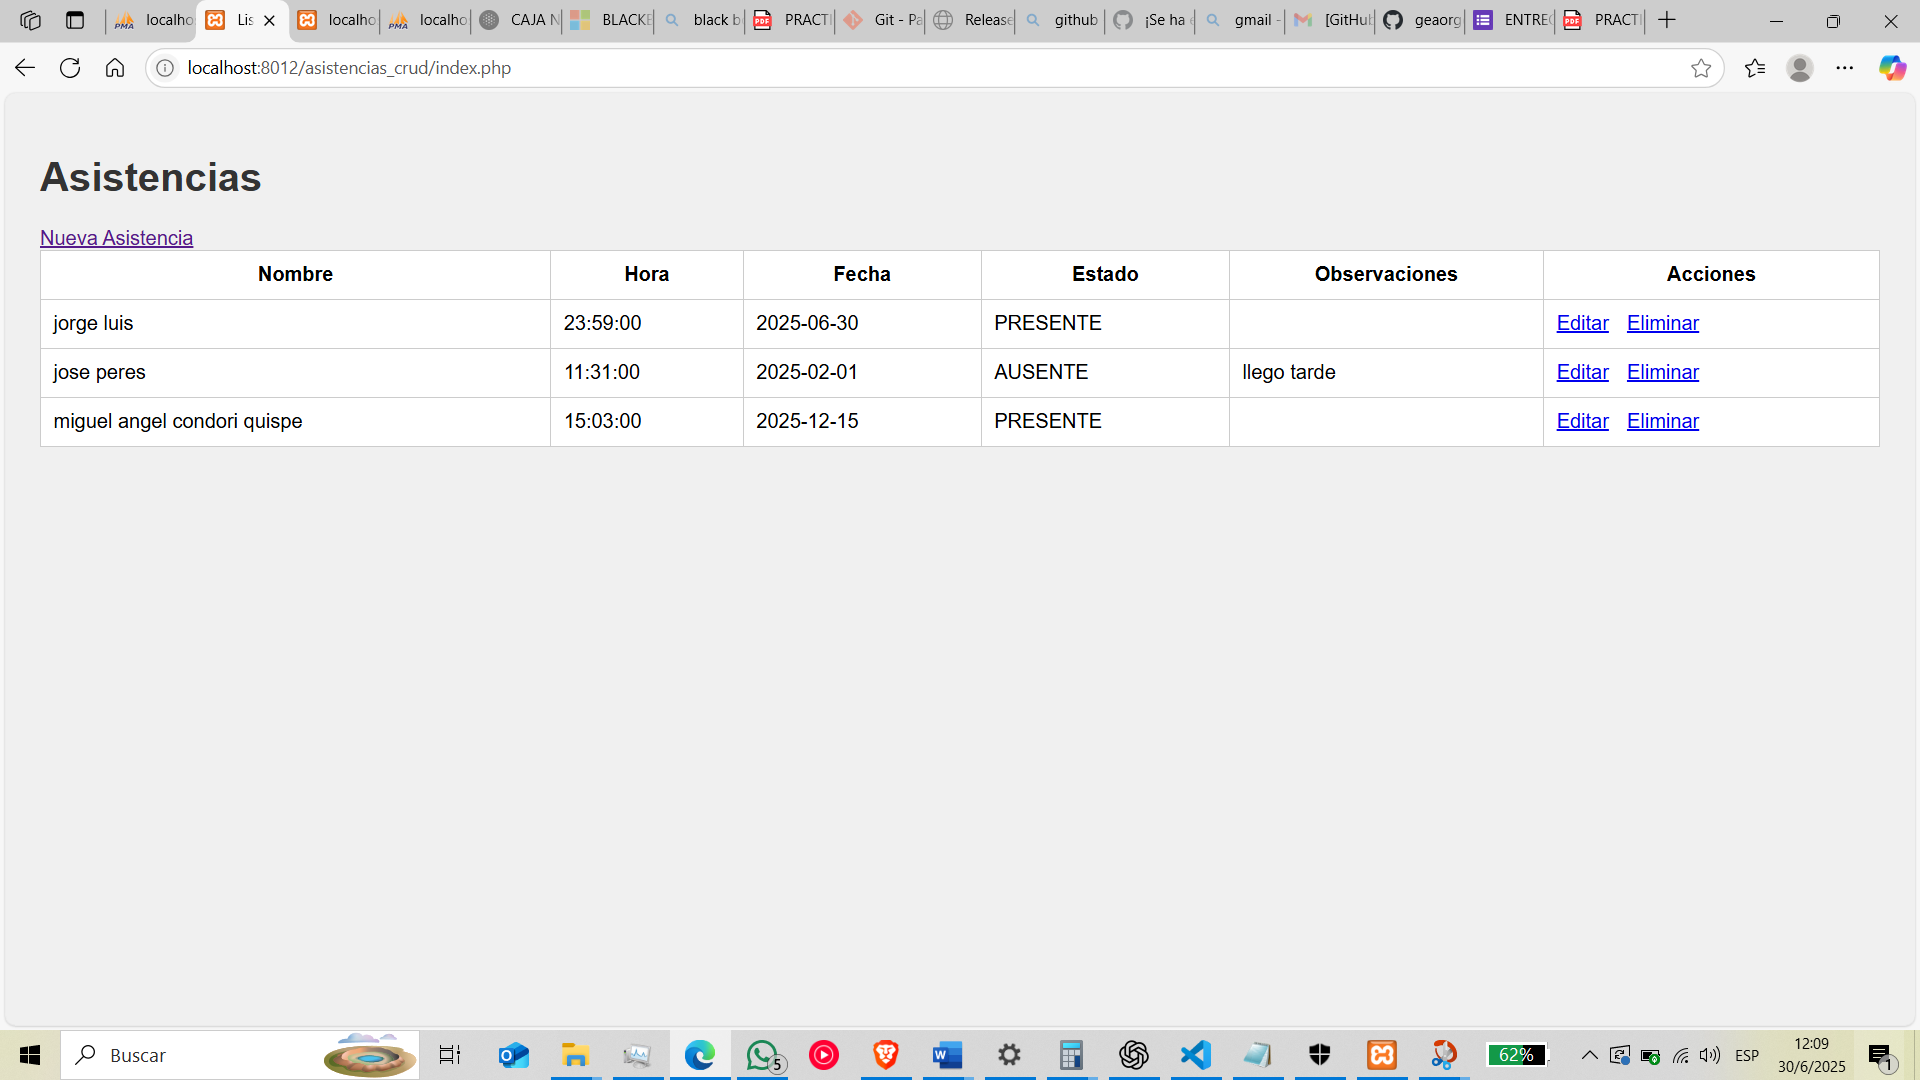 localho
Lis
localho
localho
CAJA N
BLACKE
black b
PRACTI
Git - Pa
Release
github
¡Se ha e
gmail -
[GitHub
geaorg
ENTREG
PRACTI
localhost:8012/asistencias_crud/index.php
Asistencias
Nueva Asistencia
Nombre Hora Fecha Estado Observaciones Acciones
jorge luis 23:59:00 2025-06-30 PRESENTE Editar Eliminar
jose peres 11:31:00 2025-02-01 AUSENTE llego tarde Editar Eliminar
miguel angel condori quispe 15:03:00 2025-12-15 PRESENTE Editar Eliminar
Buscar
5
62%
ESP
12:09
30/6/2025
1